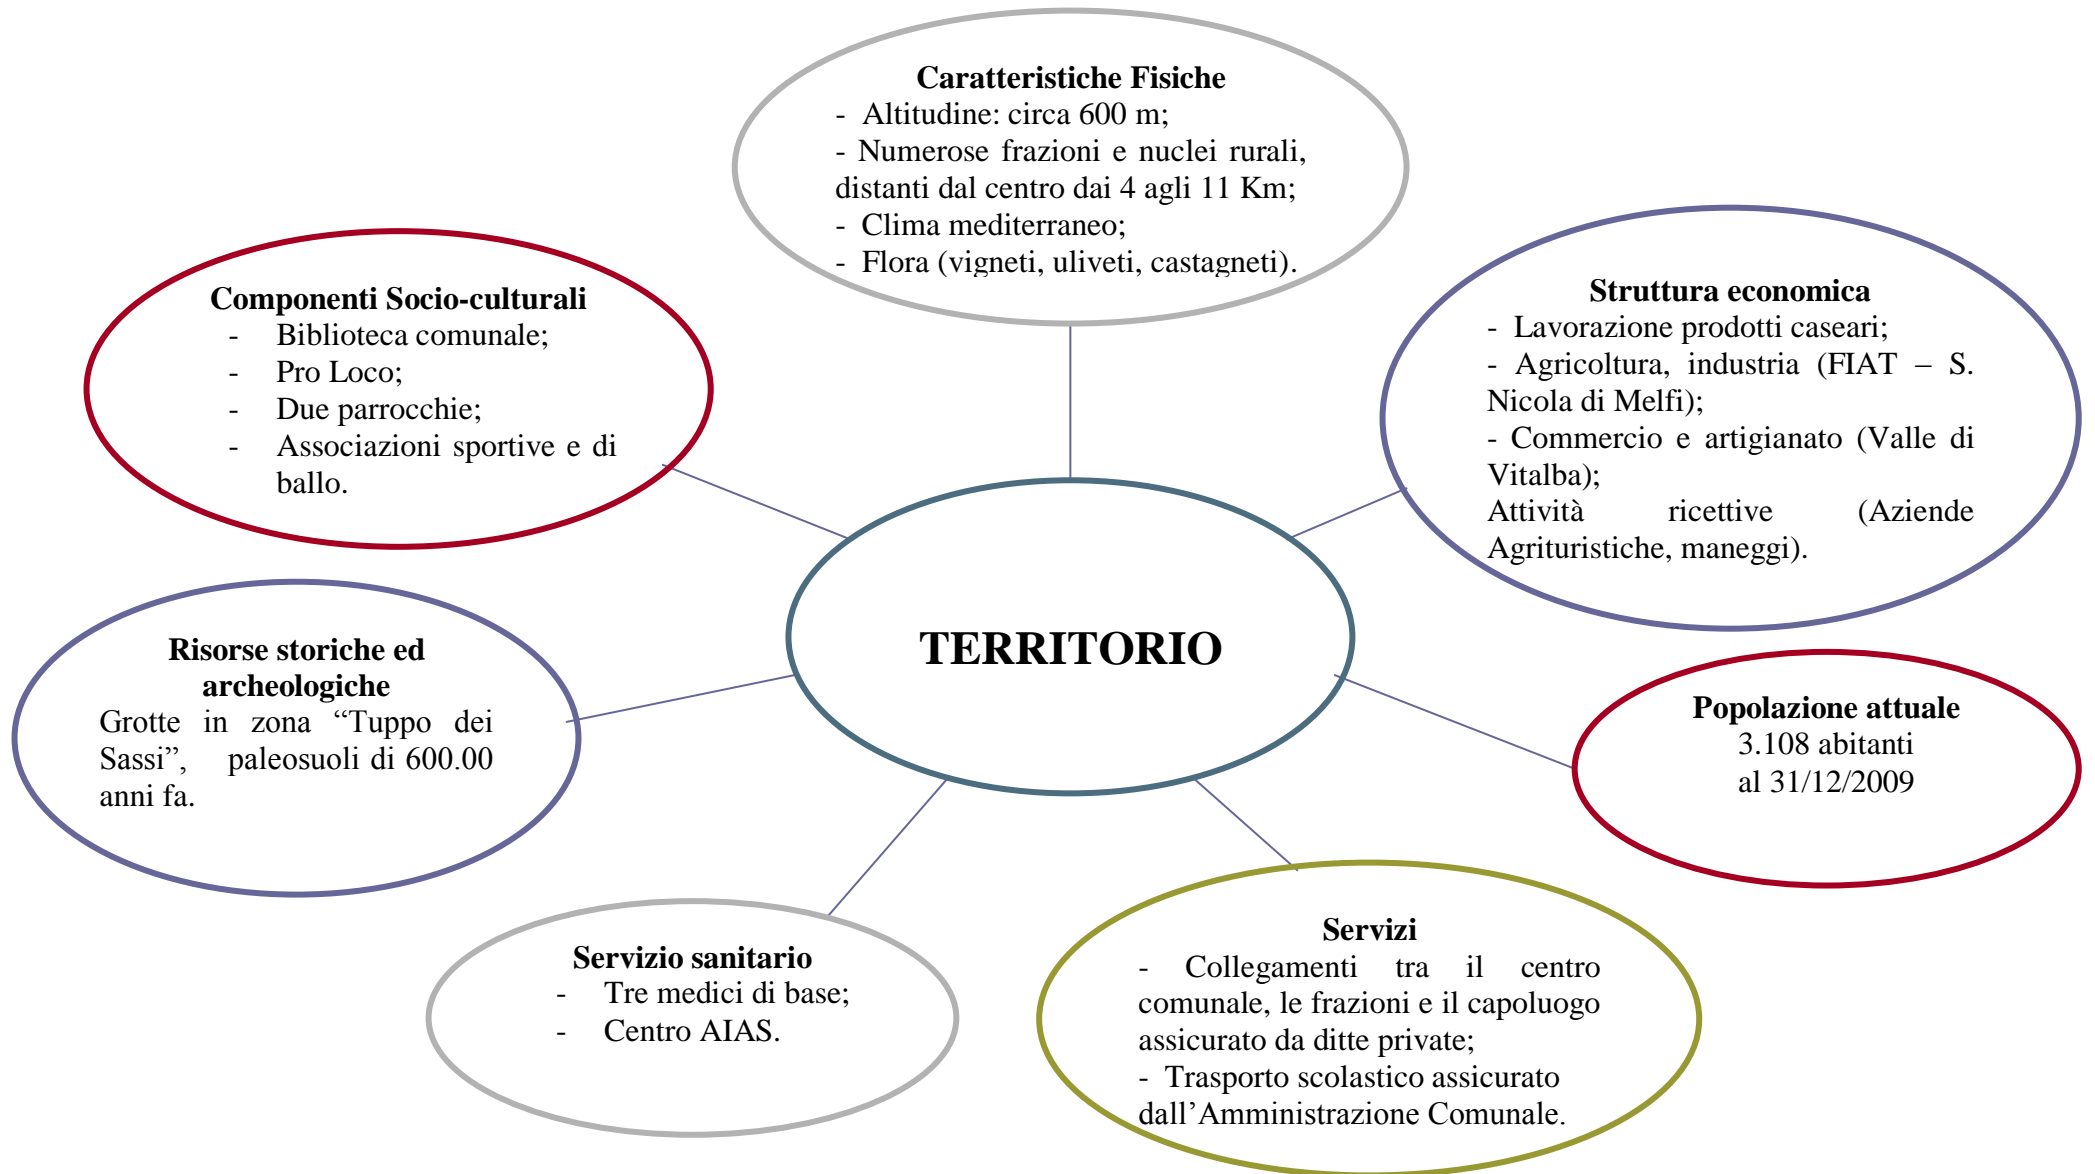 Caratteristiche Fisiche
- Altitudine: circa 600 m;
- Numerose frazioni e nuclei rurali,
distanti dal centro dai 4 agli 11 Km;
- Clima mediterraneo;
- Flora (vigneti, uliveti, castagneti).
Componenti Socio-culturali
- Biblioteca comunale;
- Pro Loco;
- Due parrocchie;
- Associazioni sportive e di
ballo.
Struttura economica
- Lavorazione prodotti caseari;
- Agricoltura, industria (FIAT – S.
Nicola di Melfi);
- Commercio e artigianato (Valle di
Vitalba);
Attività ricettive (Aziende
Agrituristiche, maneggi).
TERRITORIO
Risorse storiche ed
archeologiche
Grotte in zona “Tuppo dei
Sassi”, paleosuoli di 600.00
anni fa.
Popolazione attuale
3.108 abitanti
al 31/12/2009
Servizio sanitario
- Tre medici di base;
- Centro AIAS.
Servizi
- Collegamenti tra il centro
comunale, le frazioni e il capoluogo
assicurato da ditte private;
- Trasporto scolastico assicurato
dall’Amministrazione Comunale.